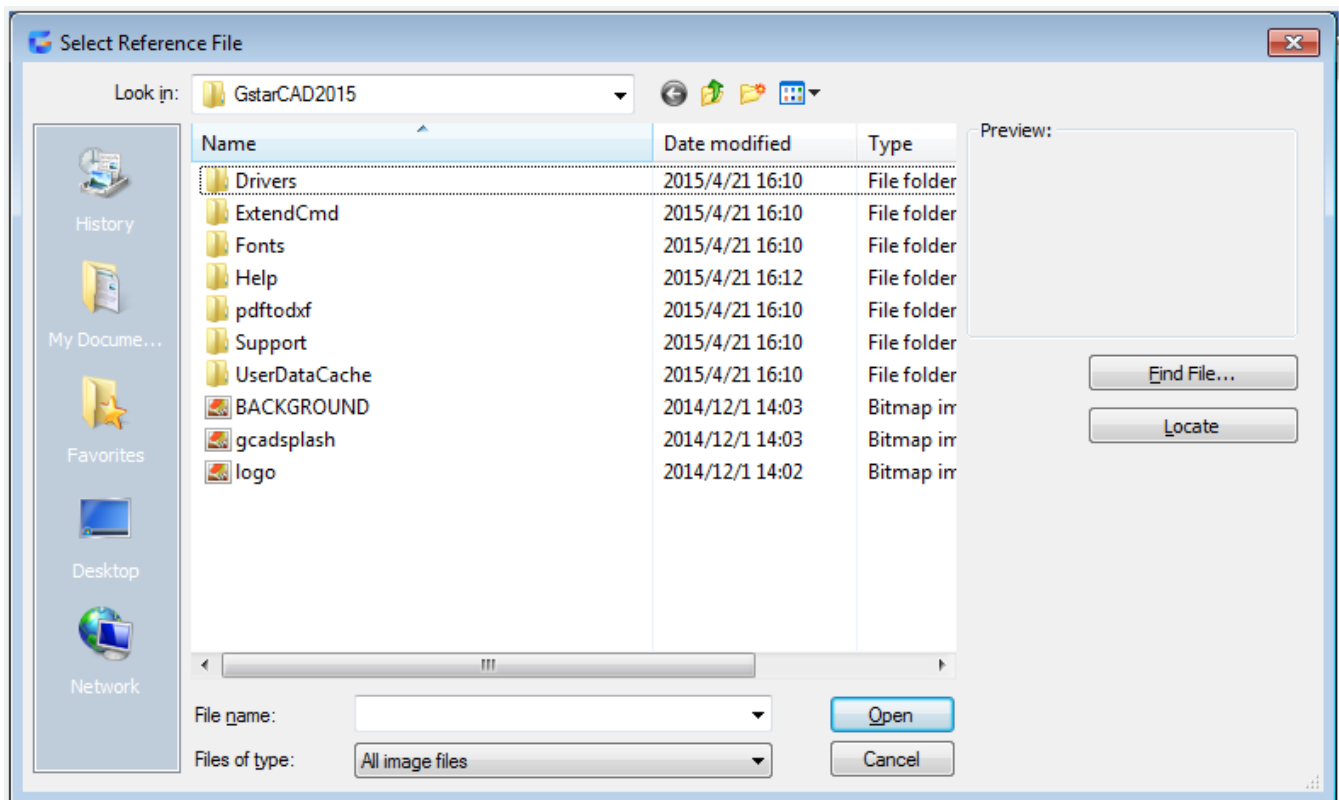 Select Reference File
Look in: GstarCAD2015
Name Date modified Type
Drivers 2015/4/21 16:10 File folder
ExtendCmd 2015/4/21 16:10 File folder
Fonts 2015/4/21 16:10 File folder
Help 2015/4/21 16:12 File folder
pdftodxf 2015/4/21 16:10 File folder
Support 2015/4/21 16:10 File folder
UserDataCache 2015/4/21 16:10 File folder
BACKGROUND 2014/12/1 14:03 Bitmap im
gcadsplash 2014/12/1 14:03 Bitmap im
logo 2014/12/1 14:02 Bitmap im
History
My Docume...
Favorites
Desktop
Network
Preview:
Find File...
Locate
File name:
Open
Files of type: All image files
Cancel